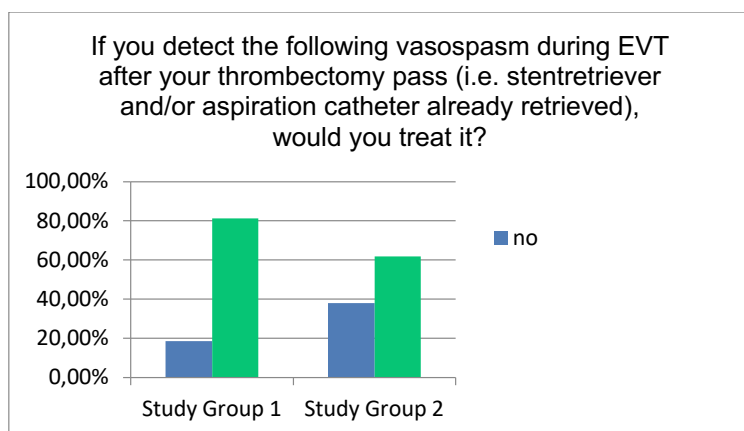 If you detect the following vasospasm during EVT
after your thrombectomy pass (i.e. stentretriever
and/or aspiration catheter already retrieved),
would you treat it?
100,00%
80,00%
60,00%
40,00%
20,00%
0,00%
no
Study Group 1 Study Group 2